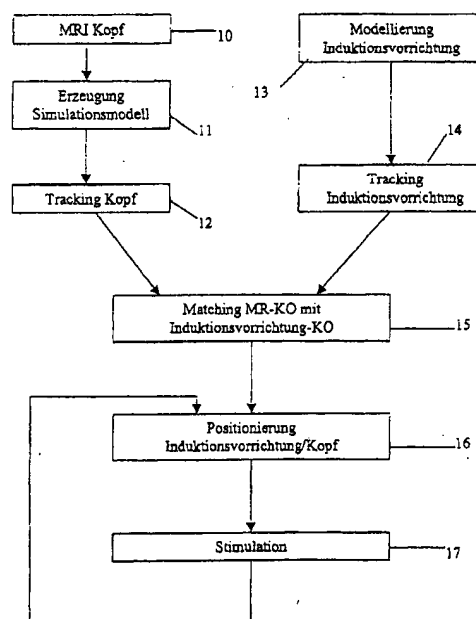 MRI Kopf
10
Modellierung
Induktionsvorrichtung
13
Erzeugung
Simulationsmodell
11
14
Tracking Kopf
12
Tracking
Induktionsvorrichtung
Matching MR-KO mit
Induktionsvorrichtung-KO
15
Positionierung
Induktionsvorrichtung/Kopf
16
Stimulation
17